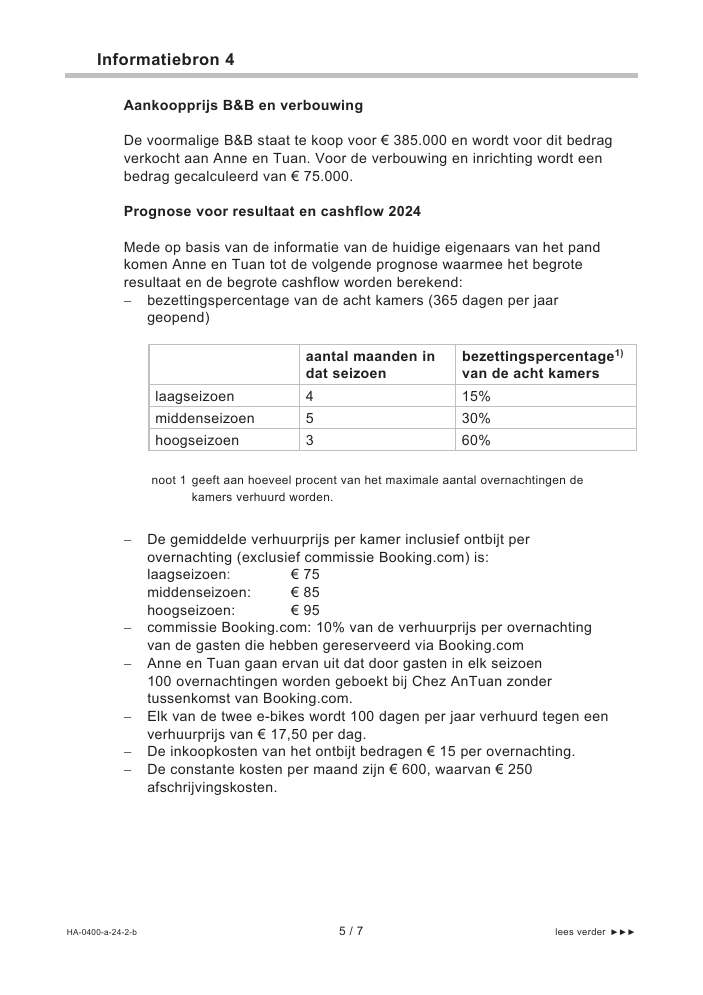 Informatiebron 4
Aankoopprijs B&B en verbouwing
De voormalige B&B staat te koop voor € 385.000 en wordt voor dit bedrag
verkocht aan Anne en Tuan. Voor de verbouwing en inrichting wordt een
bedrag gecalculeerd van € 75.000.
Prognose voor resultaat en cashflow 2024
Mede op basis van de informatie van de huidige eigenaars van het pand
komen Anne en Tuan tot de volgende prognose waarmee het begrote
resultaat en de begrote cashflow worden berekend:
– bezettingspercentage van de acht kamers (365 dagen per jaar
geopend)
aantal maanden in dat seizoen | bezettingspercentage1) van de acht kamers
laagseizoen 4 15%
middenseizoen 5 30%
hoogseizoen 3 60%
noot 1 geeft aan hoeveel procent van het maximale aantal overnachtingen de
kamers verhuurd worden.
– De gemiddelde verhuurprijs per kamer inclusief ontbijt per
overnachting (exclusief commissie Booking.com) is:
laagseizoen: € 75
middenseizoen: € 85
hoogseizoen: € 95
– commissie Booking.com: 10% van de verhuurprijs per overnachting
van de gasten die hebben gereserveerd via Booking.com
– Anne en Tuan gaan ervan uit dat door gasten in elk seizoen
100 overnachtingen worden geboekt bij Chez AnTuan zonder
tussenkomst van Booking.com.
– Elk van de twee e-bikes wordt 100 dagen per jaar verhuurd tegen een
verhuurprijs van € 17,50 per dag.
– De inkoopkosten van het ontbijt bedragen € 15 per overnachting.
– De constante kosten per maand zijn € 600, waarvan € 250
afschrijvingskosten.
HA-0400-a-24-2-b 5 / 7 lees verder ►►►